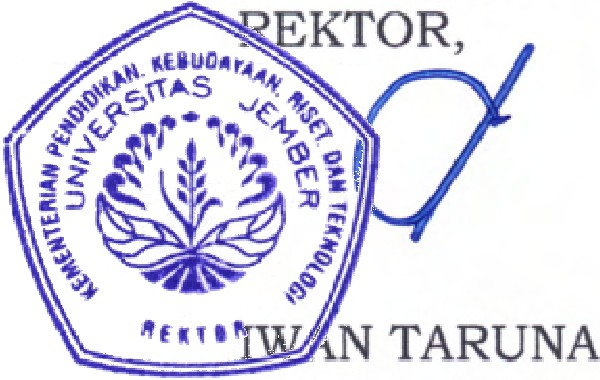 REKTOR,
KEMENTERIAN PENDIDIKAN, KEBUDAYAAN, RISET, DAN TEKNOLOGI
UNIVERSITAS JEMBER
REKTOR
IWAN TARUNA